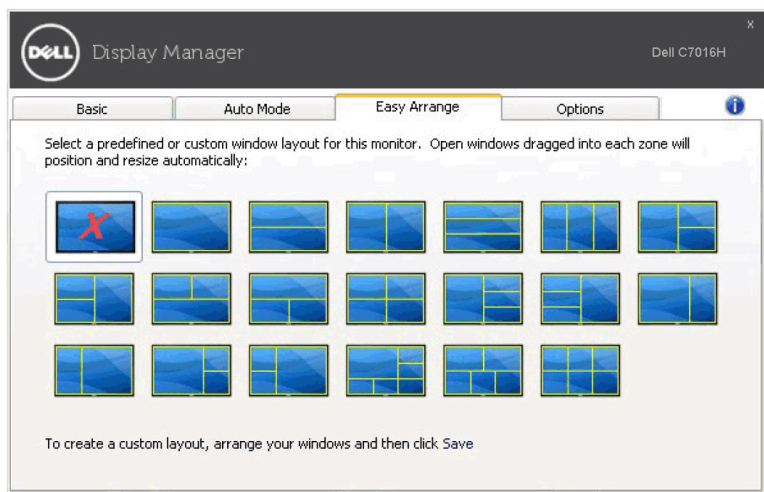 X
DELL Display Manager
Dell C7016H
Basic Auto Mode Easy Arrange Options i
Select a predefined or custom window layout for this monitor. Open windows dragged into each zone will
position and resize automatically:
X
To create a custom layout, arrange your windows and then click Save